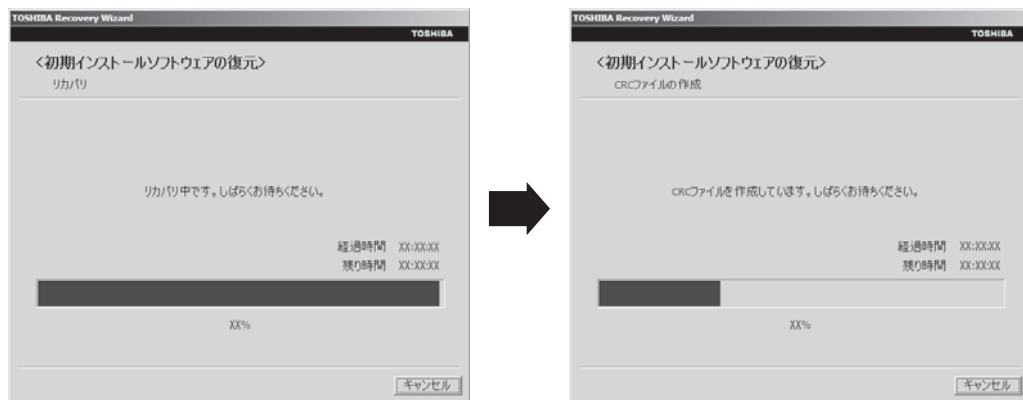 TOSHIBA Recovery Wizard
TOSHIBA
<初期インストールソフトウェアの復元>
リカバリ
リカバリ中です。しばらくお待ちください。
経過時間 XX:XX:XX
残り時間 XX:XX:XX
XX%
キャンセル
TOSHIBA Recovery Wizard
TOSHIBA
<初期インストールソフトウェアの復元>
CRCファイルの作成
CRCファイルを作成しています。しばらくお待ちください。
経過時間 XX:XX:XX
残り時間 XX:XX:XX
XX%
キャンセル